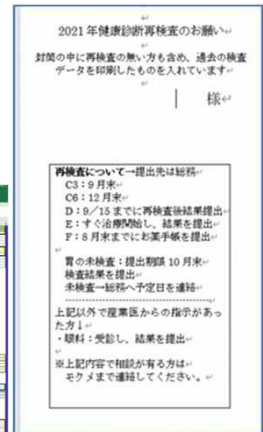 2021年健康診断再検査のお願い
封筒の中に再検査の無い方も含め、過去の検査
データを印刷したものを入れています
様
再検査について→提出先は総務
C3:9月末
C6:12月末
D:9/15までに再検査後結果提出
E:すぐ治療開始し、結果を提出
F:8月末までにお薬手帳を提出
胃の未検査:提出期限10月末
検査結果を提出
未検査→総務へ予定日を連絡
上記以外で産業医からの指示があっ
た方↓
・眼科:受診し、結果を提出
※上記内容で相談が有る方は
モクメまで連絡してください。